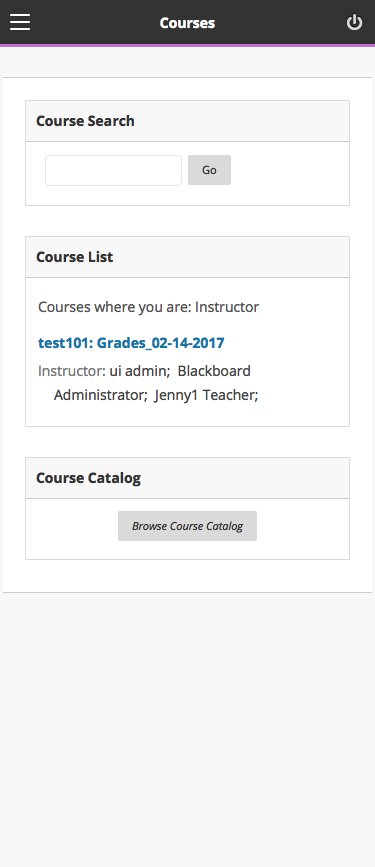 Courses
Course Search
Go
Course List
Courses where you are: Instructor
test101: Grades_02-14-2017
Instructor: ui admin;  Blackboard
Administrator;  Jenny1 Teacher;
Course Catalog
Browse Course Catalog